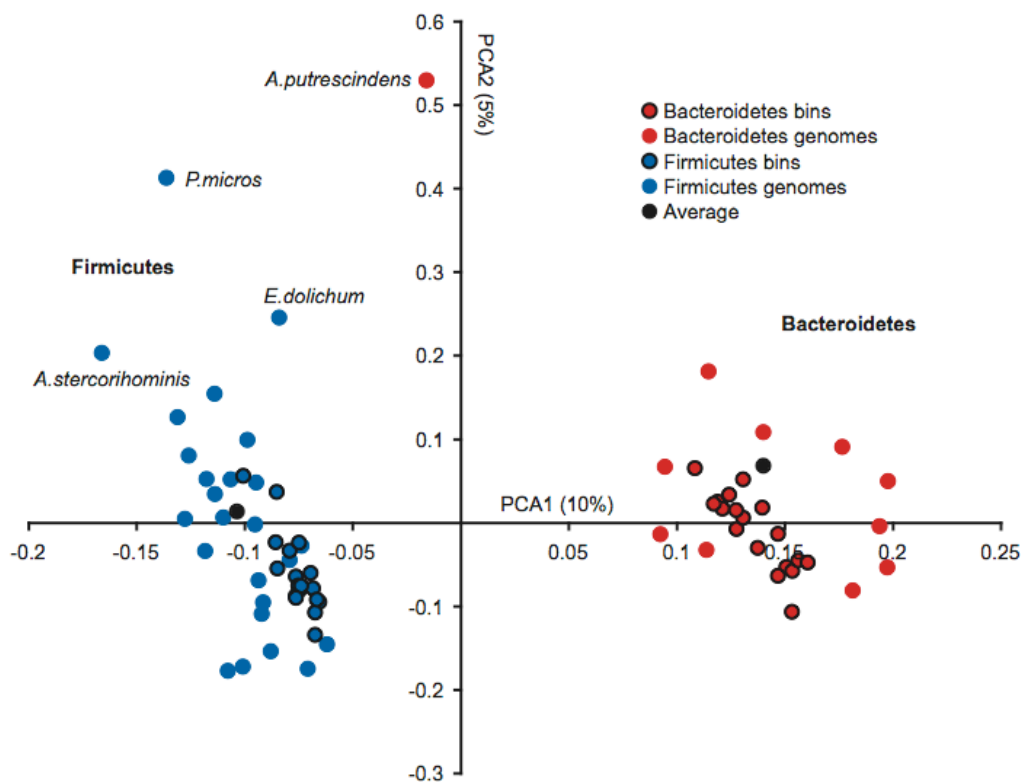 0.6
PCA2 (5%)
A.putrescindens
0.5
Bacteroidetes bins
Bacteroidetes genomes
Firmicutes bins
Firmicutes genomes
Average
P.micros
0.4
Firmicutes
0.3
E.dolichum
Bacteroidetes
0.2
A.stercorihominis
0.1
PCA1 (10%)
-0.2
-0.15
-0.1
-0.05
0.05
0.1
0.15
0.2
0.25
-0.1
-0.2
-0.3